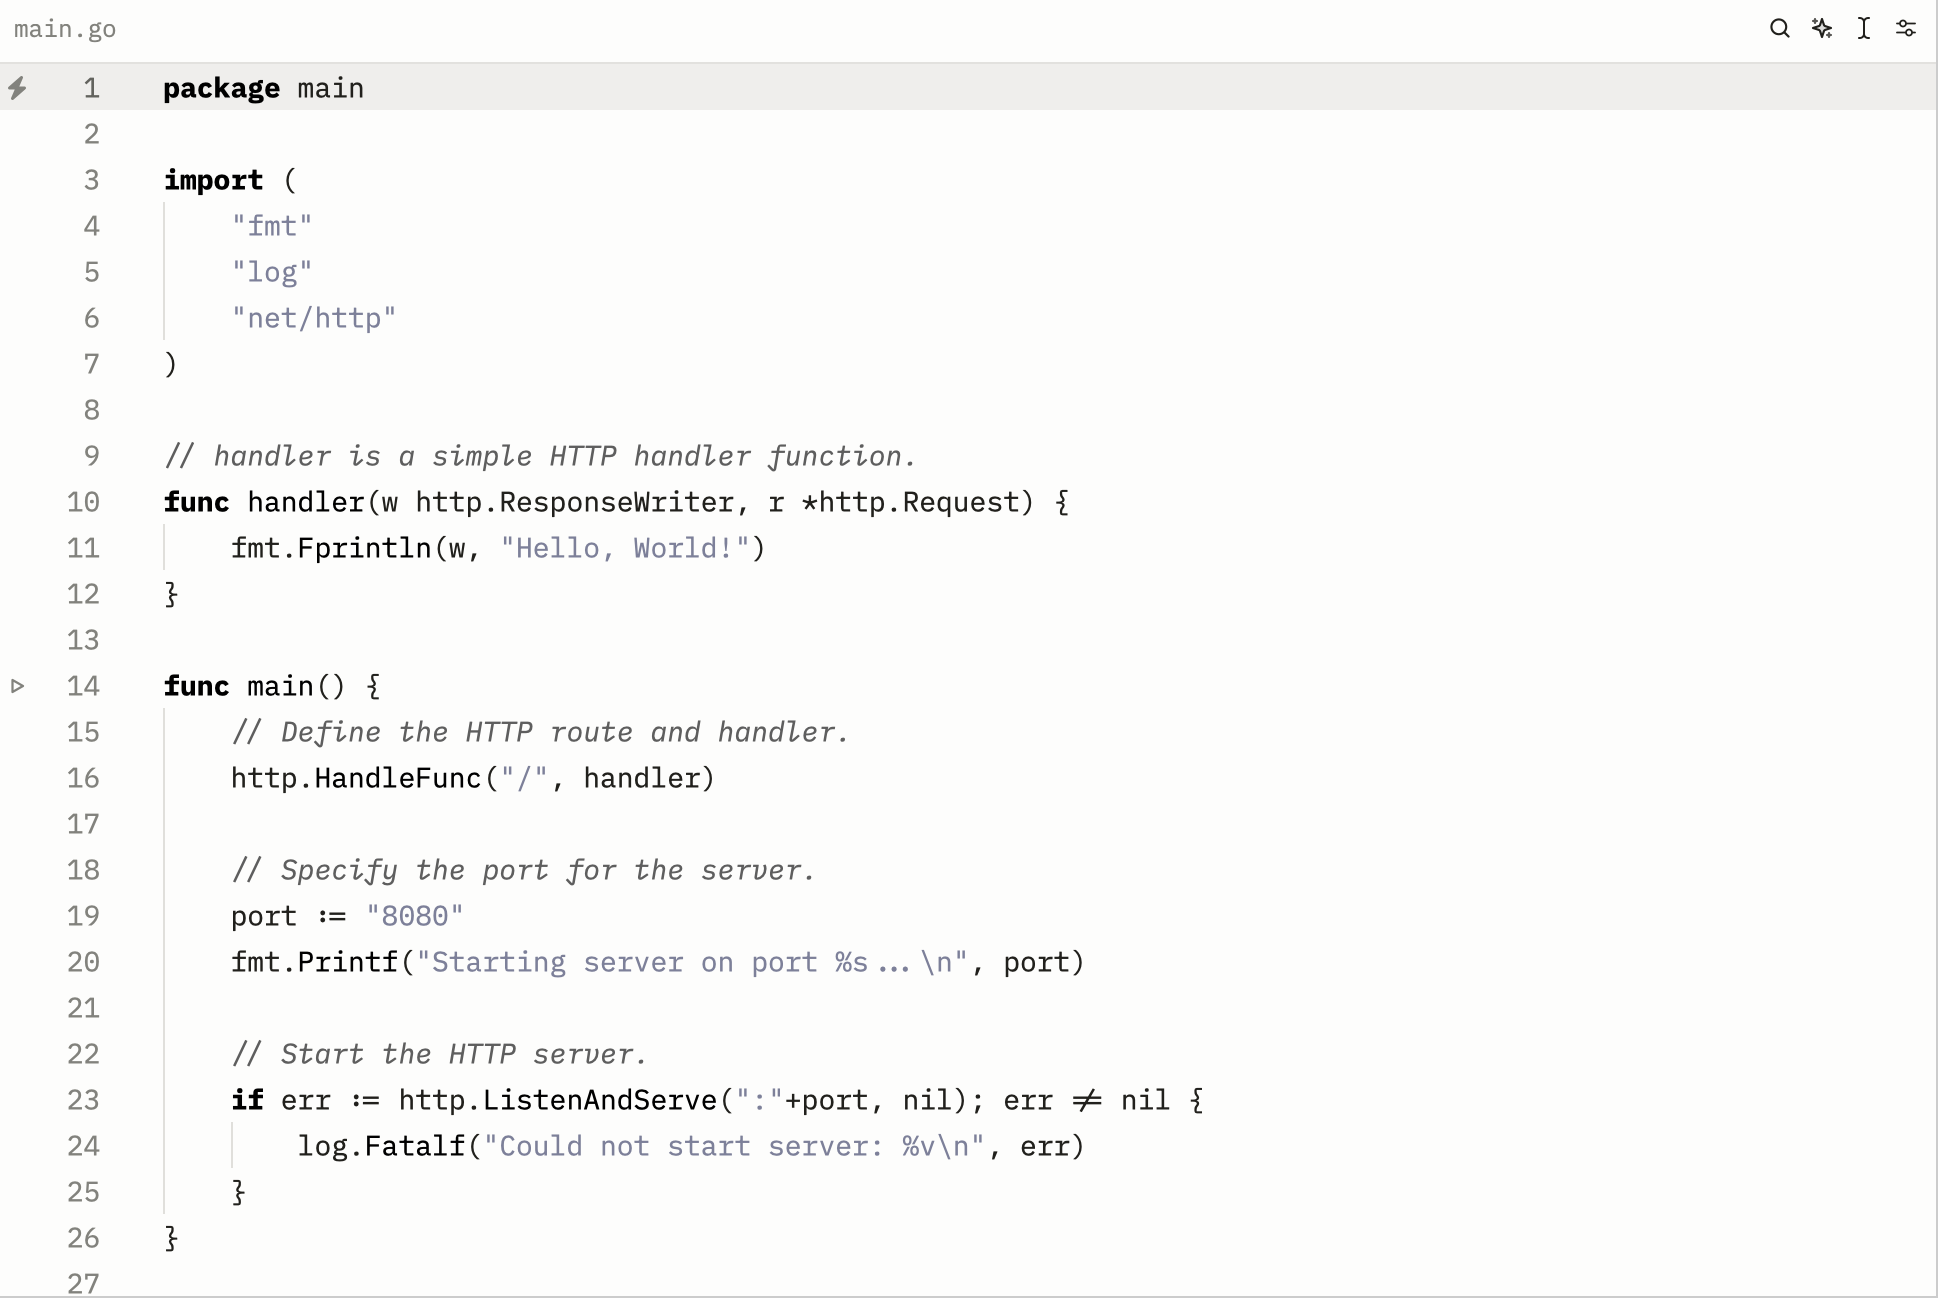 main.go
1 package main
2
3 import (
4     "fmt"
5     "log"
6     "net/http"
7 )
8
9 // handler is a simple HTTP handler function.
10 func handler(w http.ResponseWriter, r *http.Request) {
11     fmt.Fprintln(w, "Hello, World!")
12 }
13
14 func main() {
15     // Define the HTTP route and handler.
16     http.HandleFunc("/", handler)
17
18     // Specify the port for the server.
19     port := "8080"
20     fmt.Printf("Starting server on port %s...\n", port)
21
22     // Start the HTTP server.
23     if err := http.ListenAndServe(":"+port, nil); err != nil {
24         log.Fatalf("Could not start server: %v\n", err)
25     }
26 }
27